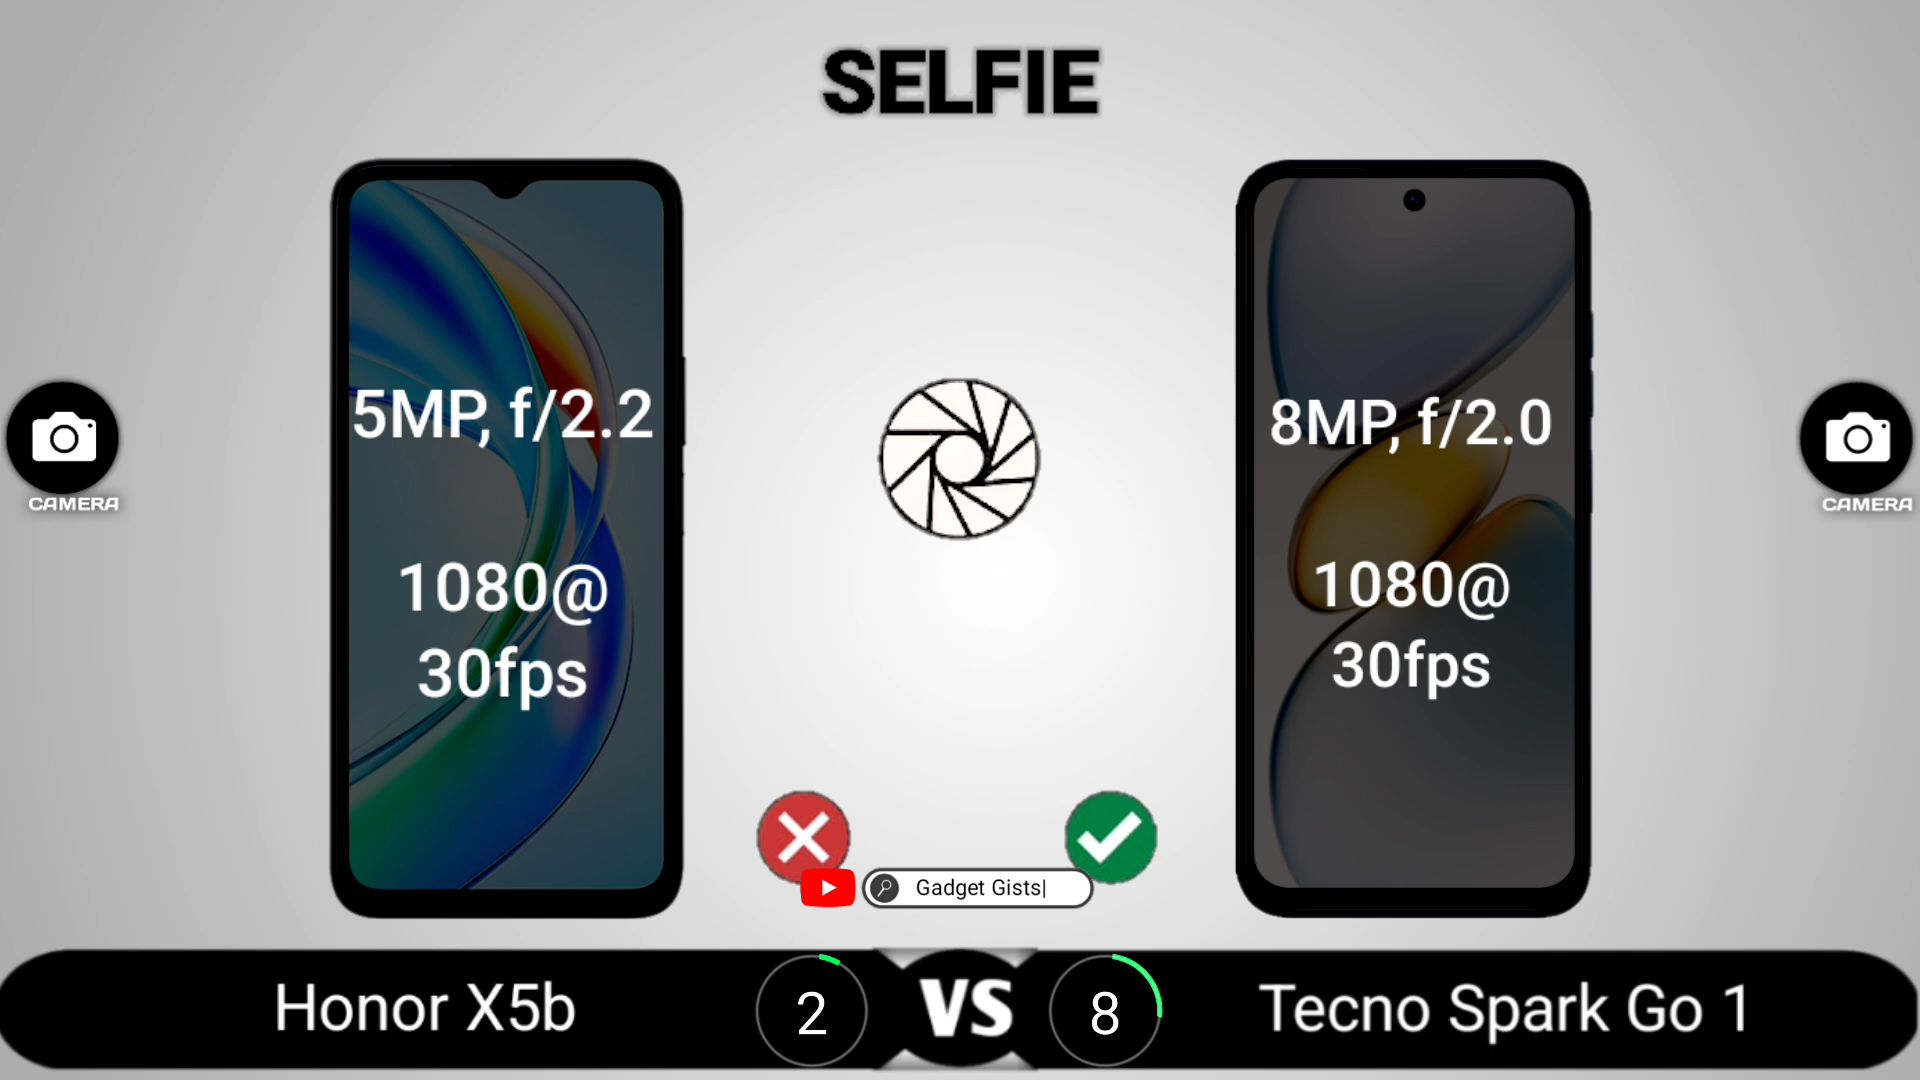 SELFIE
5MP, f/2.2
1080@
30fps
8MP, f/2.0
1080@
30fps
CAMERA
CAMERA
Gadget Gists|
Honor X5b
2
VS
8
Tecno Spark Go 1